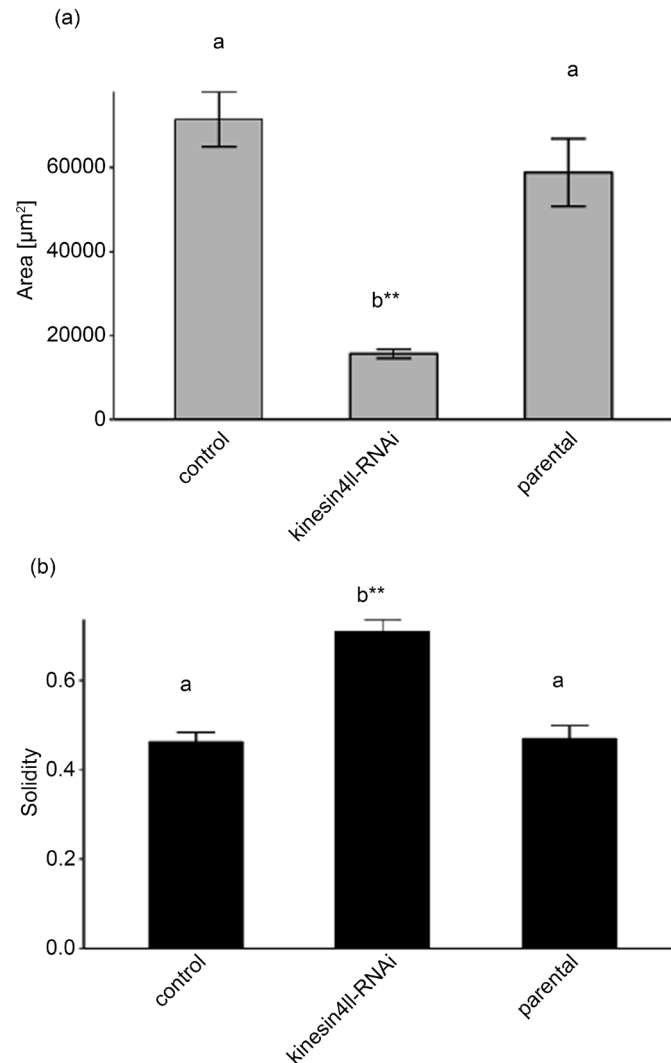 (a)
a
a
b**
Area [µm²]
60000
40000
20000
0
control
kinesin4II-RNAi
parental
(b)
b**
a
a
Solidity
0.6
0.4
0.2
0.0
control
kinesin4II-RNAi
parental